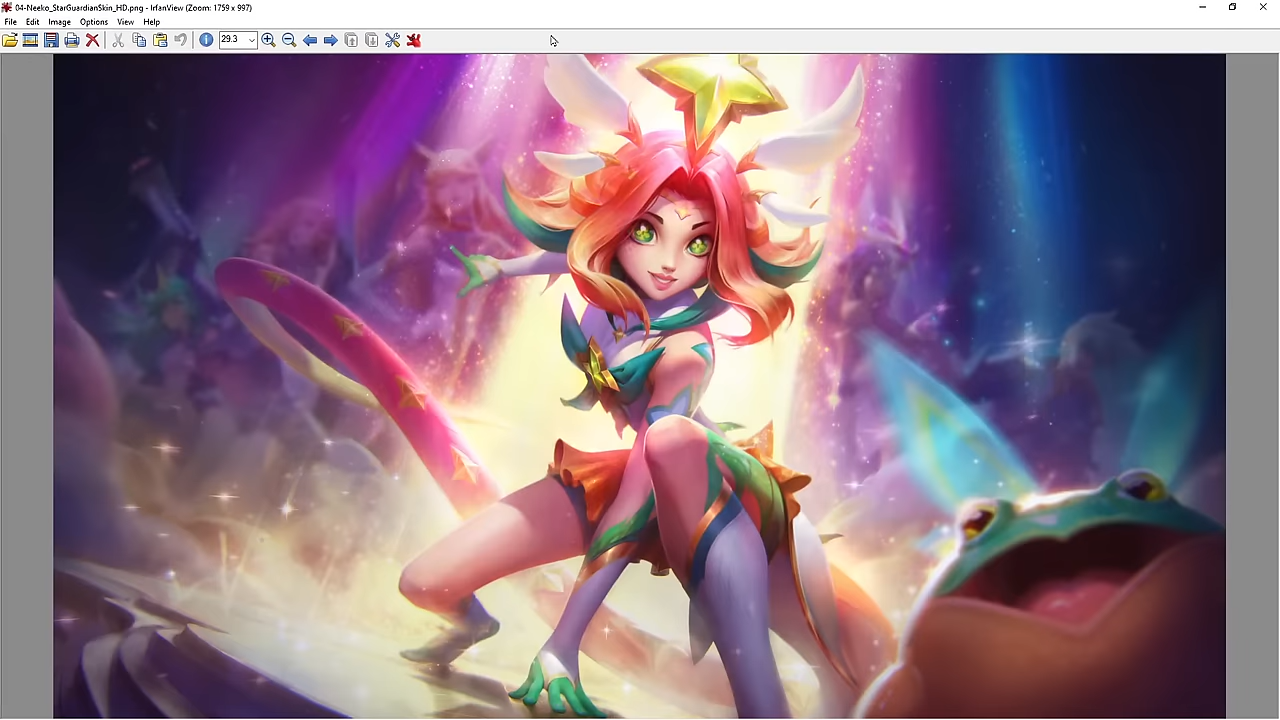 04-Neeko_StarGuardianSkin_HD.png - IrfanView (Zoom: 1759 x 997)
File Edit Image Options View Help
29.3